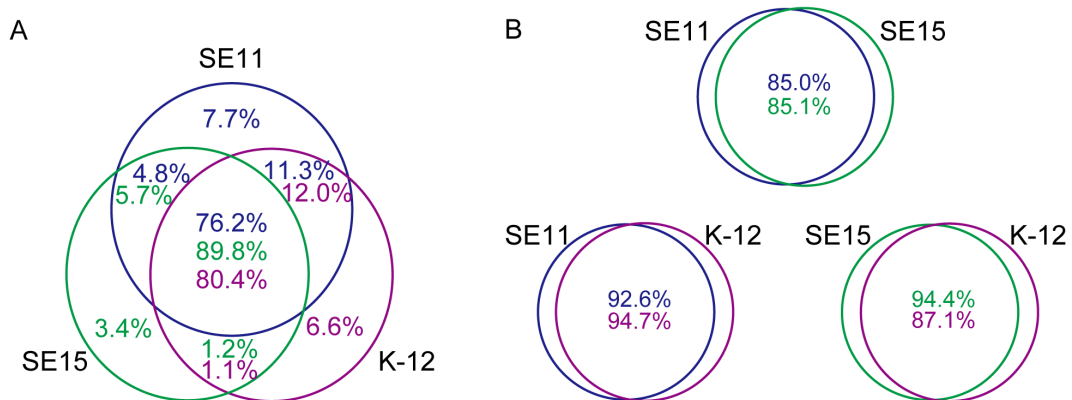 A
SE11
7.7%
4.8%
5.7%
11.3%
12.0%
76.2%
89.8%
80.4%
3.4%
6.6%
1.2%
1.1%
SE15
K-12
B
SE11
SE15
85.0%
85.1%
SE11
K-12
92.6%
94.7%
SE15
K-12
94.4%
87.1%